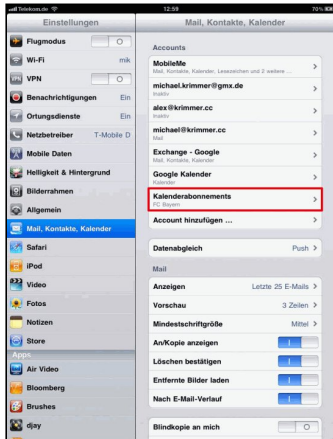 Telekom.de
12:59
70%
Einstellungen
Mail, Kontakte, Kalender
Flugmodus
Wi-Fi mik
VPN
Benachrichtigungen Ein
Ortungsdienste Ein
Netzbetreiber T-Mobile D
Mobile Daten
Helligkeit & Hintergrund
Bilderrahmen
Allgemein
Mail, Kontakte, Kalender
Safari
iPod
Video
Fotos
Notizen
Store
Apps
Air Video
Bloomberg
Brushes
djay
Accounts
MobileMe
Mail, Kontakte, Kalender, Lesezeichen und 2 weitere ...
michael.krimmer@gmx.de
Inaktiv
alex@krimmer.cc
Inaktiv
michael@krimmer.cc
Mail
Exchange - Google
Mail, Kontakte, Kalender
Google Kalender
Kalender
Kalenderabonnements
FC Bayern
Account hinzufügen ...
Datenabgleich Push
Mail
Anzeigen Letzte 25 E-Mails
Vorschau 3 Zeilen
Mindestschriftgröße Mittel
An/Kopie anzeigen
Löschen bestätigen
Entfernte Bilder laden
Nach E-Mail-Verlauf
Blindkopie an mich